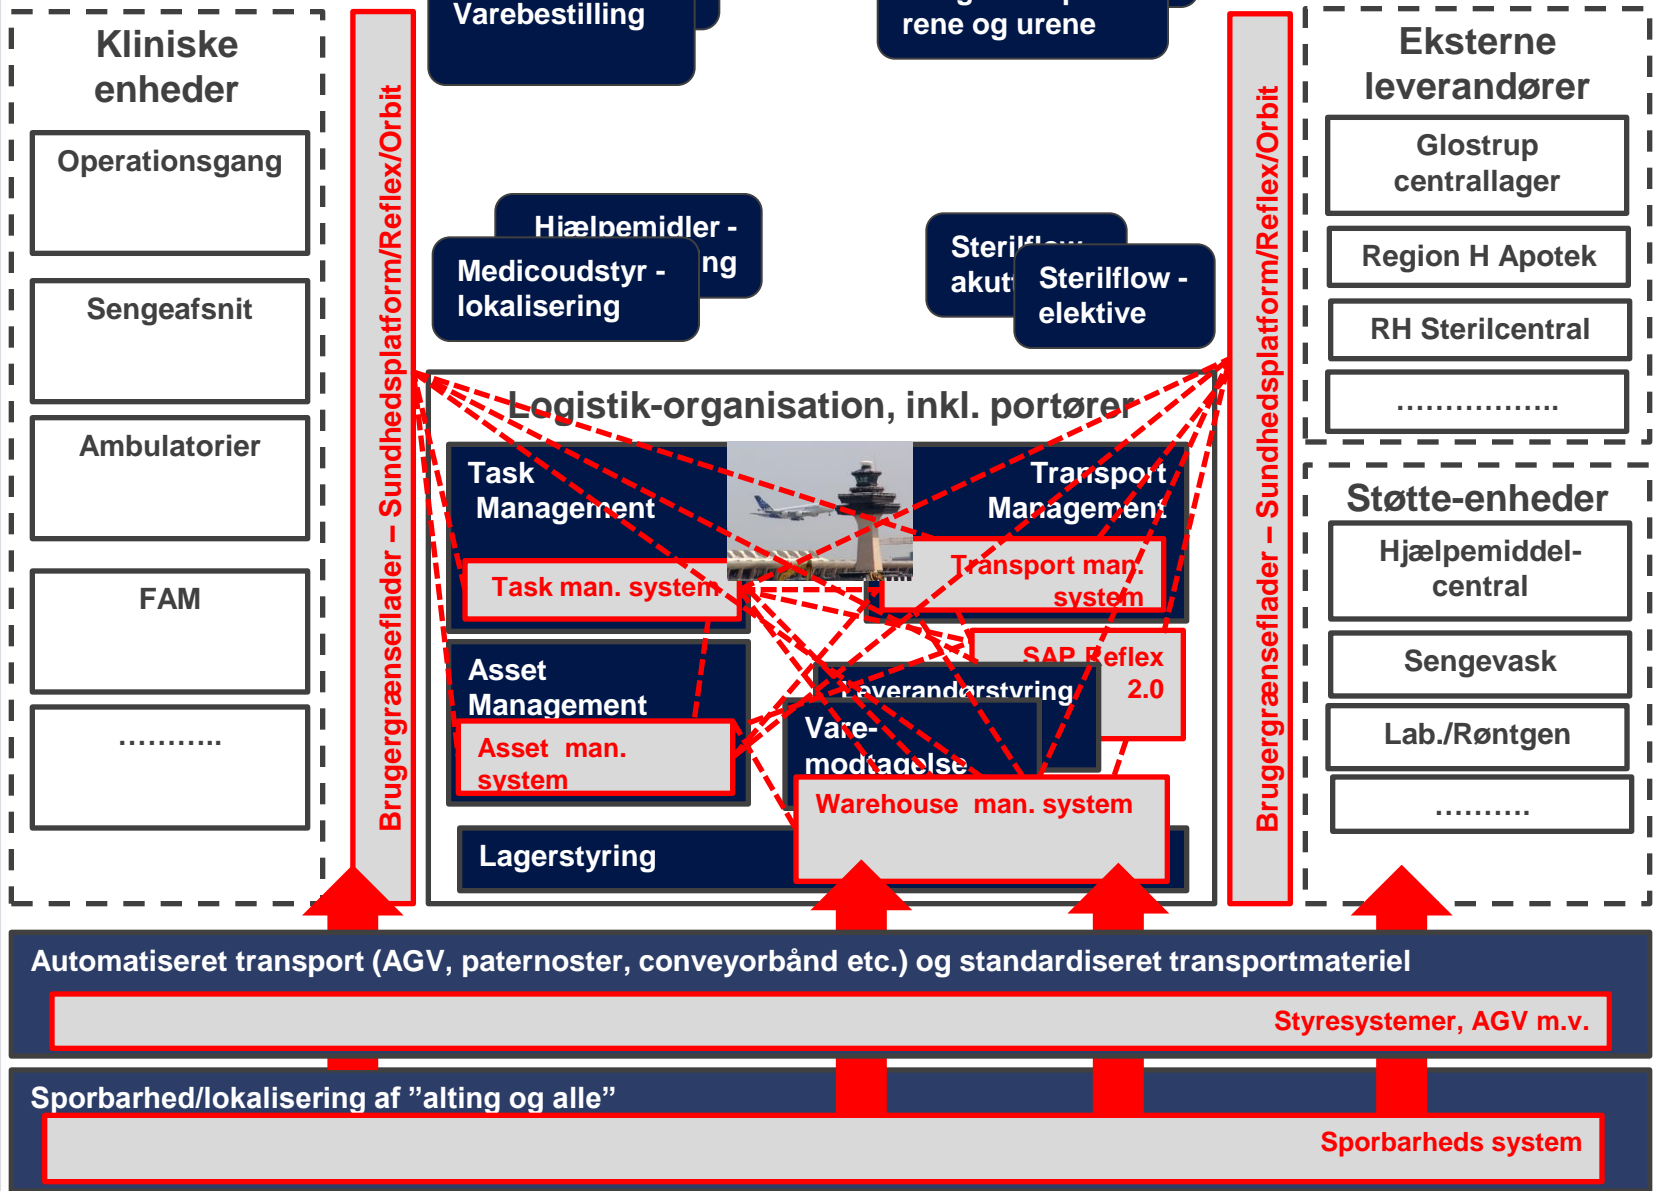 Kliniske
enheder
Operationsgang
Sengeafsnit
Ambulatorier
FAM
………..
Brugergrænseflader – Sundhedsplatform/Reflex/Orbit
Varebestilling
rene og urene
Hjælpemidler -
ng
Medicoudstyr -
lokalisering
Sterilflow
akut
Sterilflow -
elektive
Logistik-organisation, inkl. portører
Task
Management
Task man. system
Transport
Management
Transport man.
system
SAP Reflex
2.0
Asset
Management
Asset man.
system
Leverandørstyring
Vare-
modtagelse
Warehouse man. system
Lagerstyring
Brugergrænseflader – Sundhedsplatform/Reflex/Orbit
Eksterne
leverandører
Glostrup
centrallager
Region H Apotek
RH Sterilcentral
……………..
Støtte-enheder
Hjælpemiddel-
central
Sengevask
Lab./Røntgen
……….
Automatiseret transport (AGV, paternoster, conveyorbånd etc.) og standardiseret transportmateriel
Styresystemer, AGV m.v.
Sporbarhed/lokalisering af ”alting og alle”
Sporbarheds system